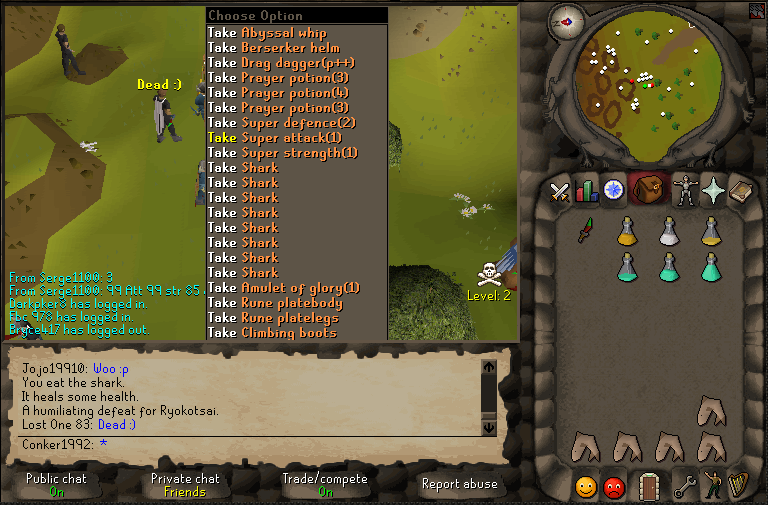 Choose Option
Take Abyssal whip
Take Berserker helm
Take Drag dagger(p++)
Take Prayer potion(3)
Take Prayer potion(4)
Take Prayer potion(3)
Take Super defence(2)
Take Super attack(1)
Take Super strength(1)
Take Shark
Take Shark
Take Shark
Take Shark
Take Shark
Take Shark
Take Shark
Take Shark
Take Amulet of glory(1)
Take Rune platebody
Take Rune platelegs
Take Climbing boots
Dead :)
Level: 2
From Serge1100: 3
From Serge1100: 99 Att 99 str 85
Darkpker8 has logged in.
Fbc 973 has logged in.
Bryce417 has logged out.
Jojo19910: Woo :p
You eat the shark.
It heals some health.
A humiliating defeat for Ryokotsai.
Lost One 83: Dead :)
Conker1992: *
Public chat
On
Private chat
Friends
Trade/compete
On
Report abuse